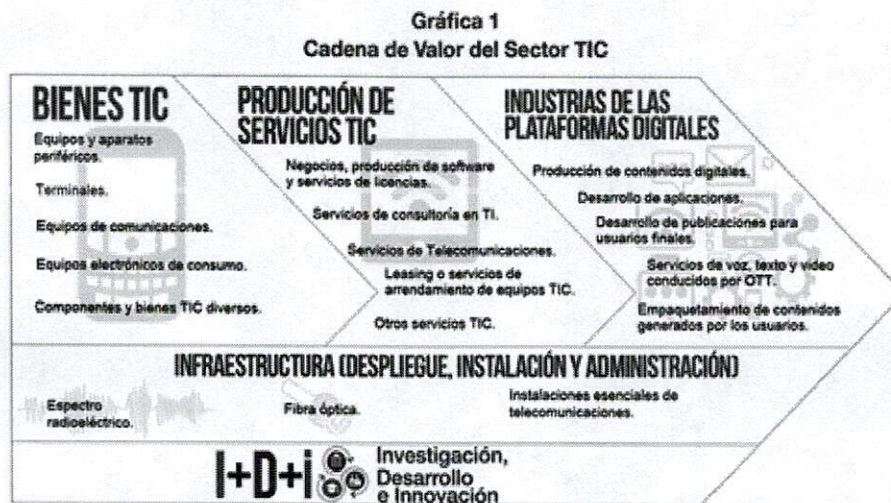 Gráfica 1
Cadena de Valor del Sector TIC
BIENES TIC
Equipos y aparatos
periféricos.
Terminales.
Equipos de comunicaciones.
Equipos electrónicos de consumo.
Componentes y bienes TIC diversos.
PRODUCCIÓN DE
SERVICIOS TIC
Negocios, producción de software
y servicios de licencias.
Servicios de consultoría en TI.
Servicios de Telecomunicaciones.
Leasing o servicios de
arrendamiento de equipos TIC.
Otros servicios TIC.
INDUSTRIAS DE LAS
PLATAFORMAS DIGITALES
Producción de contenidos digitales.
Desarrollo de aplicaciones.
Desarrollo de publicaciones para
usuarios finales.
Servicios de voz, texto y video
conducidos por OTT.
Empaquetamiento de contenidos
generados por los usuarios.
INFRAESTRUCTURA (DESPLIEGUE, INSTALACIÓN Y ADMINISTRACIÓN)
Espectro
radioeléctrico.
Fibra óptica.
Instalaciones esenciales de
telecomunicaciones.
I+D+i
Investigación,
Desarrollo
e Innovación